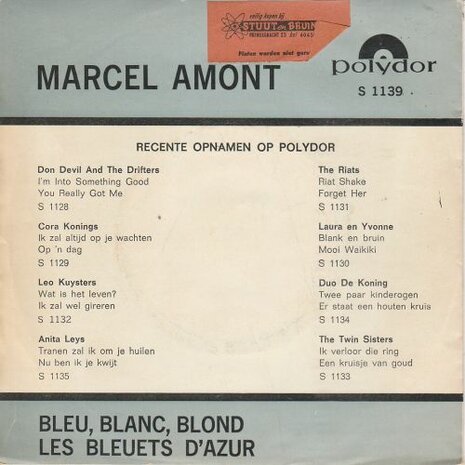 veilig kopen bij
STUUT en BRUIN
PRINSEGRACHT 32
Platen worden niet
MARCEL AMONT
polydor
S 1139
RECENTE OPNAMEN OP POLYDOR
Don Devil And The Drifters
I'm Into Something Good
You Really Got Me
S 1128
Cora Konings
Ik zal altijd op je wachten
Op 'n dag
S 1129
Leo Kuysters
Wat is het leven?
Ik zal wel gireren
S 1132
Anita Leys
Tranen zal ik om je huilen
Nu ben ik je kwijt
S 1135
The Riats
Riat Shake
Forget Her
S 1131
Laura en Yvonne
Blank en bruin
Mooi Waikiki
S 1130
Duo De Koning
Twee paar kinderogen
Er staat een houten kruis
S 1134
The Twin Sisters
Ik verloor die ring
Een kruisje van goud
S 1133
BLEU, BLANC, BLOND
LES BLEUETS D'AZUR